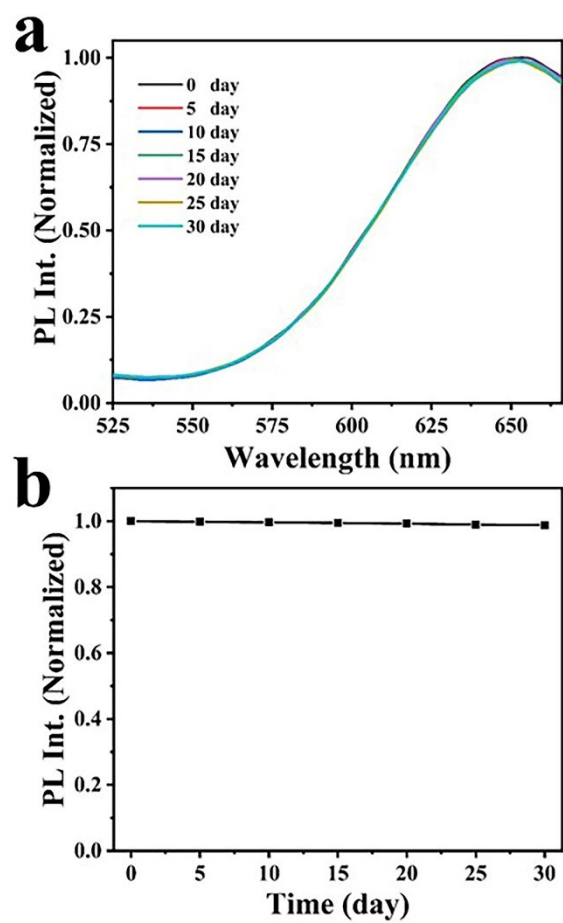 a
PL Int. (Normalized)
1.00
0.75
0.50
0.25
0.00
0 day
5 day
10 day
15 day
20 day
25 day
30 day
525 550 575 600 625 650
Wavelength (nm)
b
PL Int. (Normalized)
1.0
0.8
0.6
0.4
0.2
0.0
0 5 10 15 20 25 30
Time (day)